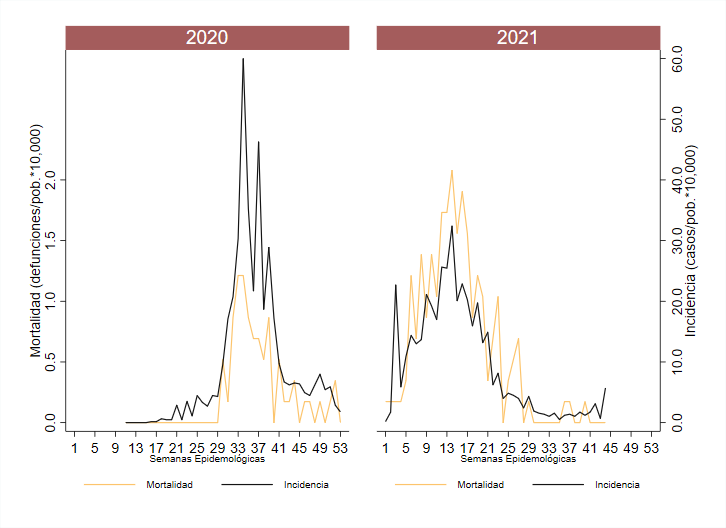 2020
2021
Mortalidad (defunciones/pob.*10,000)
0.0 0.5 1.0 1.5 2.0
Incidencia (casos/pob.*10,000)
0.0 10.0 20.0 30.0 40.0 50.0 60.0
1 5 9 13 17 21 25 29 33 37 41 45 49 53
1 5 9 13 17 21 25 29 33 37 41 45 49 53
Semanas Epidemológicas
Semanas Epidemológicas
Mortalidad Incidencia
Mortalidad Incidencia